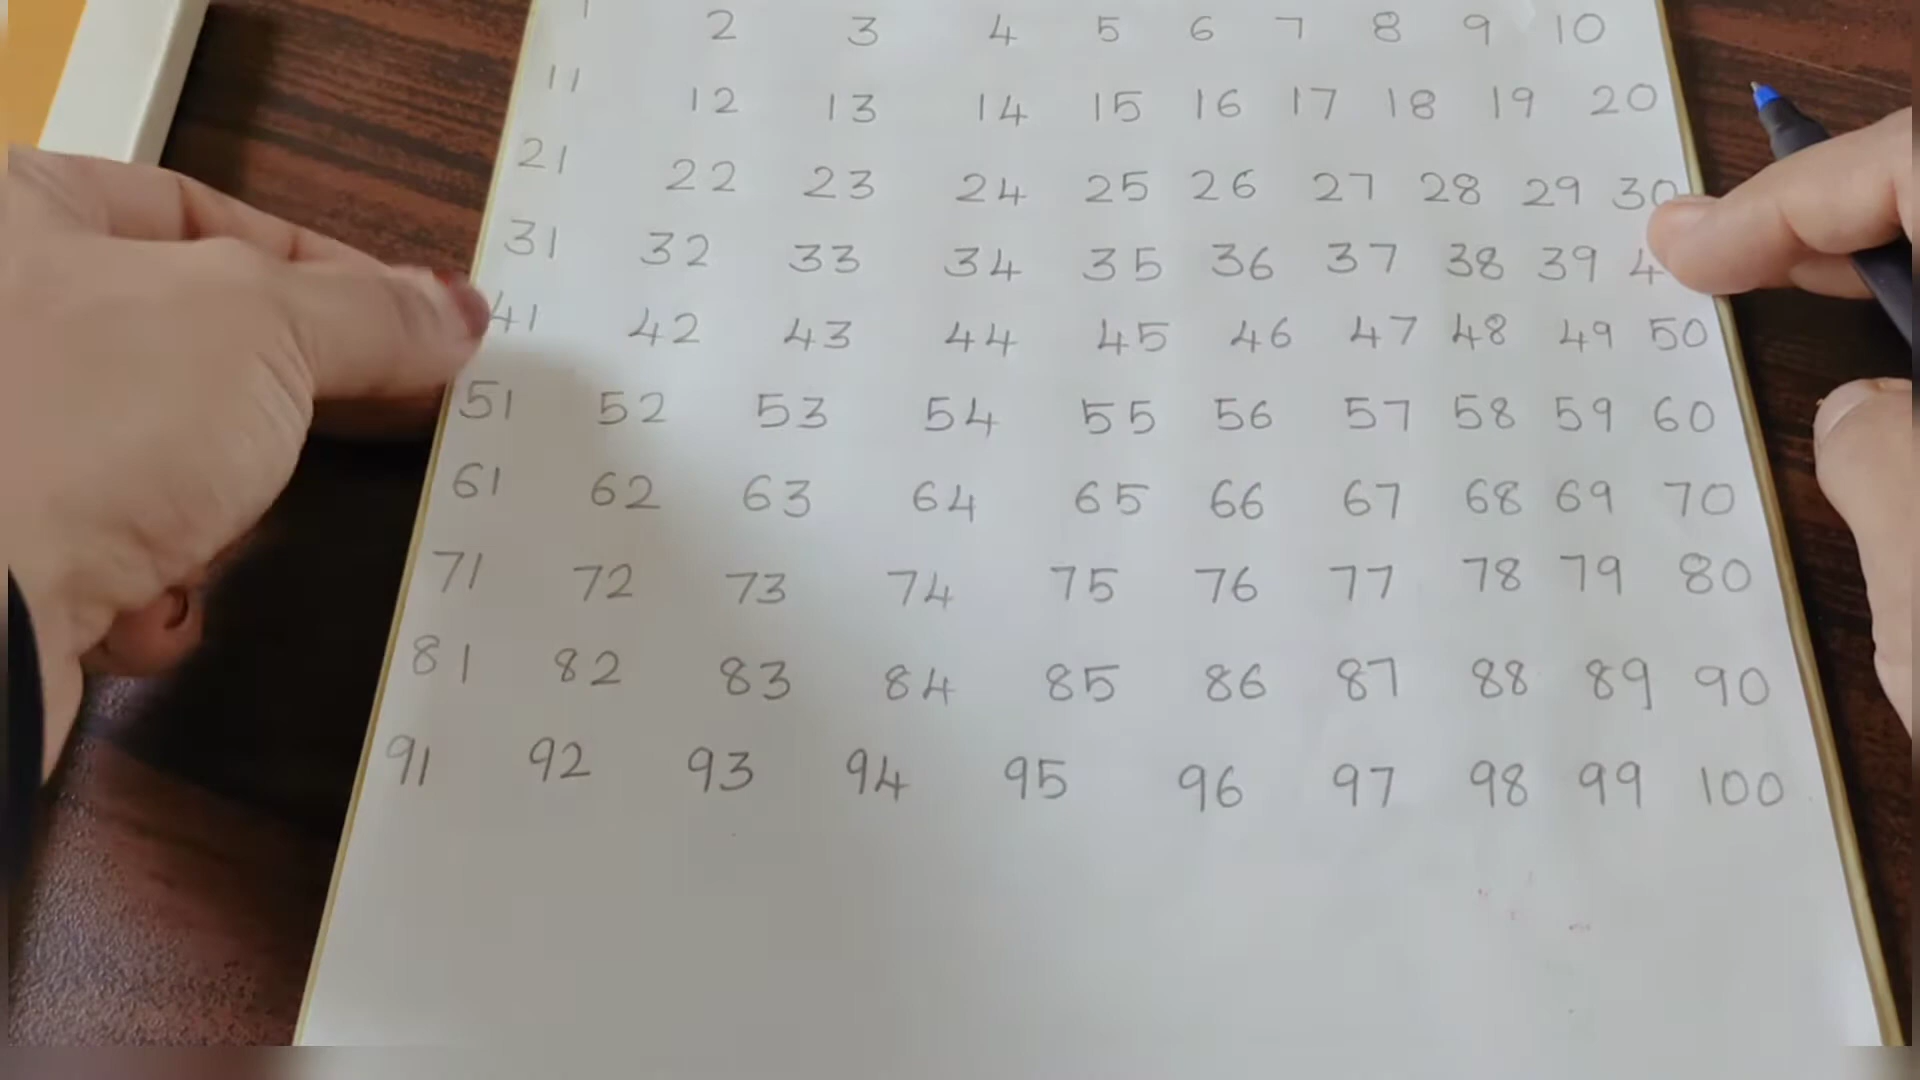 1 2 3 4 5 6 7 8 9 10
11 12 13 14 15 16 17 18 19 20
21 22 23 24 25 26 27 28 29 30
31 32 33 34 35 36 37 38 39 4
41 42 43 44 45 46 47 48 49 50
51 52 53 54 55 56 57 58 59 60
61 62 63 64 65 66 67 68 69 70
71 72 73 74 75 76 77 78 79 80
81 82 83 84 85 86 87 88 89 90
91 92 93 94 95 96 97 98 99 100